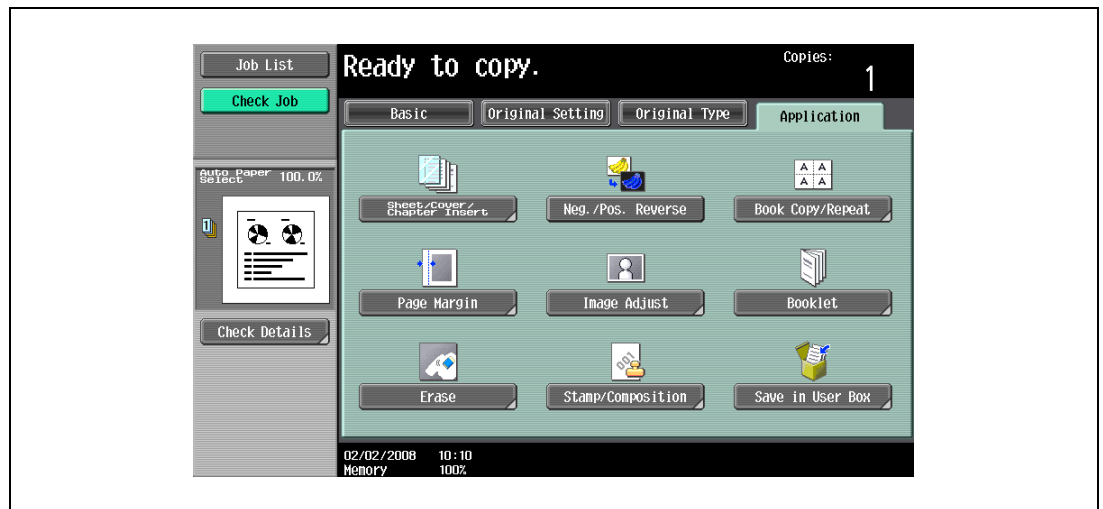 Job List
Check Job
Ready to copy.
Copies:
1
Basic
Original Setting
Original Type
Application
Auto Paper
Select
100.0%
1
Sheet/Cover/
Chapter Insert
Neg./Pos. Reverse
A A
A A
Book Copy/Repeat
Page Margin
Image Adjust
Booklet
Check Details
001
Erase
Stamp/Composition
Save in User Box
02/02/2008 10:10
Memory 100%